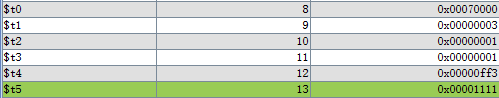 $t0 8 0x00070000
$t1 9 0x00000003
$t2 10 0x00000001
$t3 11 0x00000001
$t4 12 0x00000ff3
$t5 13 0x00001111